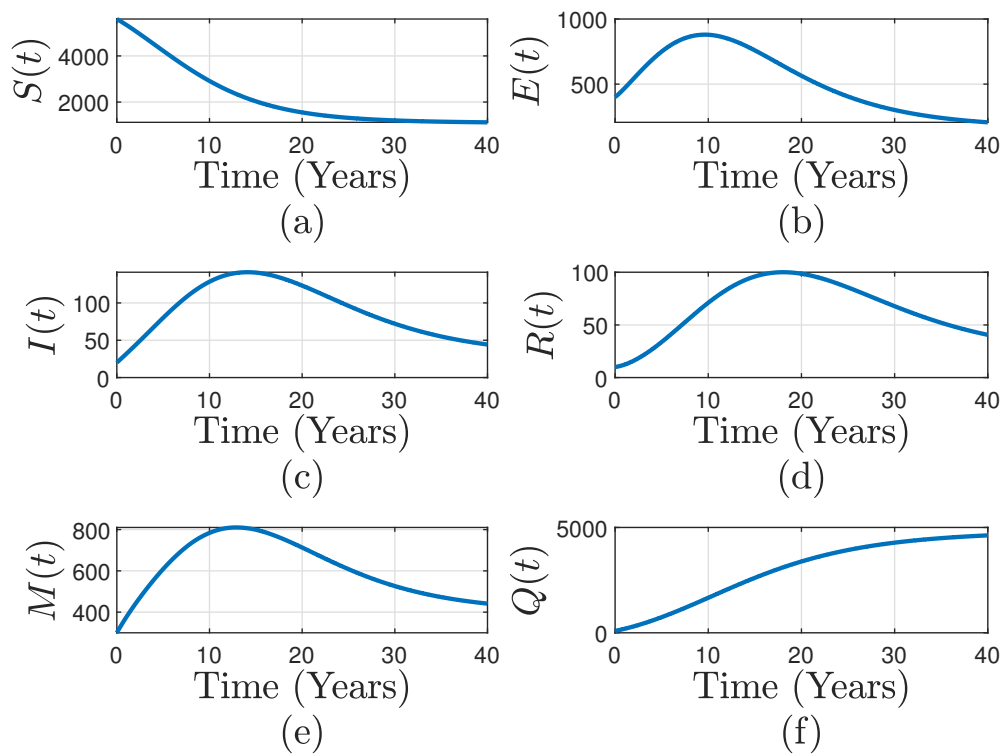 S(t)
4000
2000
0 10 20 30 40
Time (Years)
(a)
E(t)
1000
500
0 10 20 30 40
Time (Years)
(b)
I(t)
100
50
0
0 10 20 30 40
Time (Years)
(c)
R(t)
100
50
0
0 10 20 30 40
Time (Years)
(d)
M(t)
800
600
400
0 10 20 30 40
Time (Years)
(e)
Q(t)
5000
0
0 10 20 30 40
Time (Years)
(f)